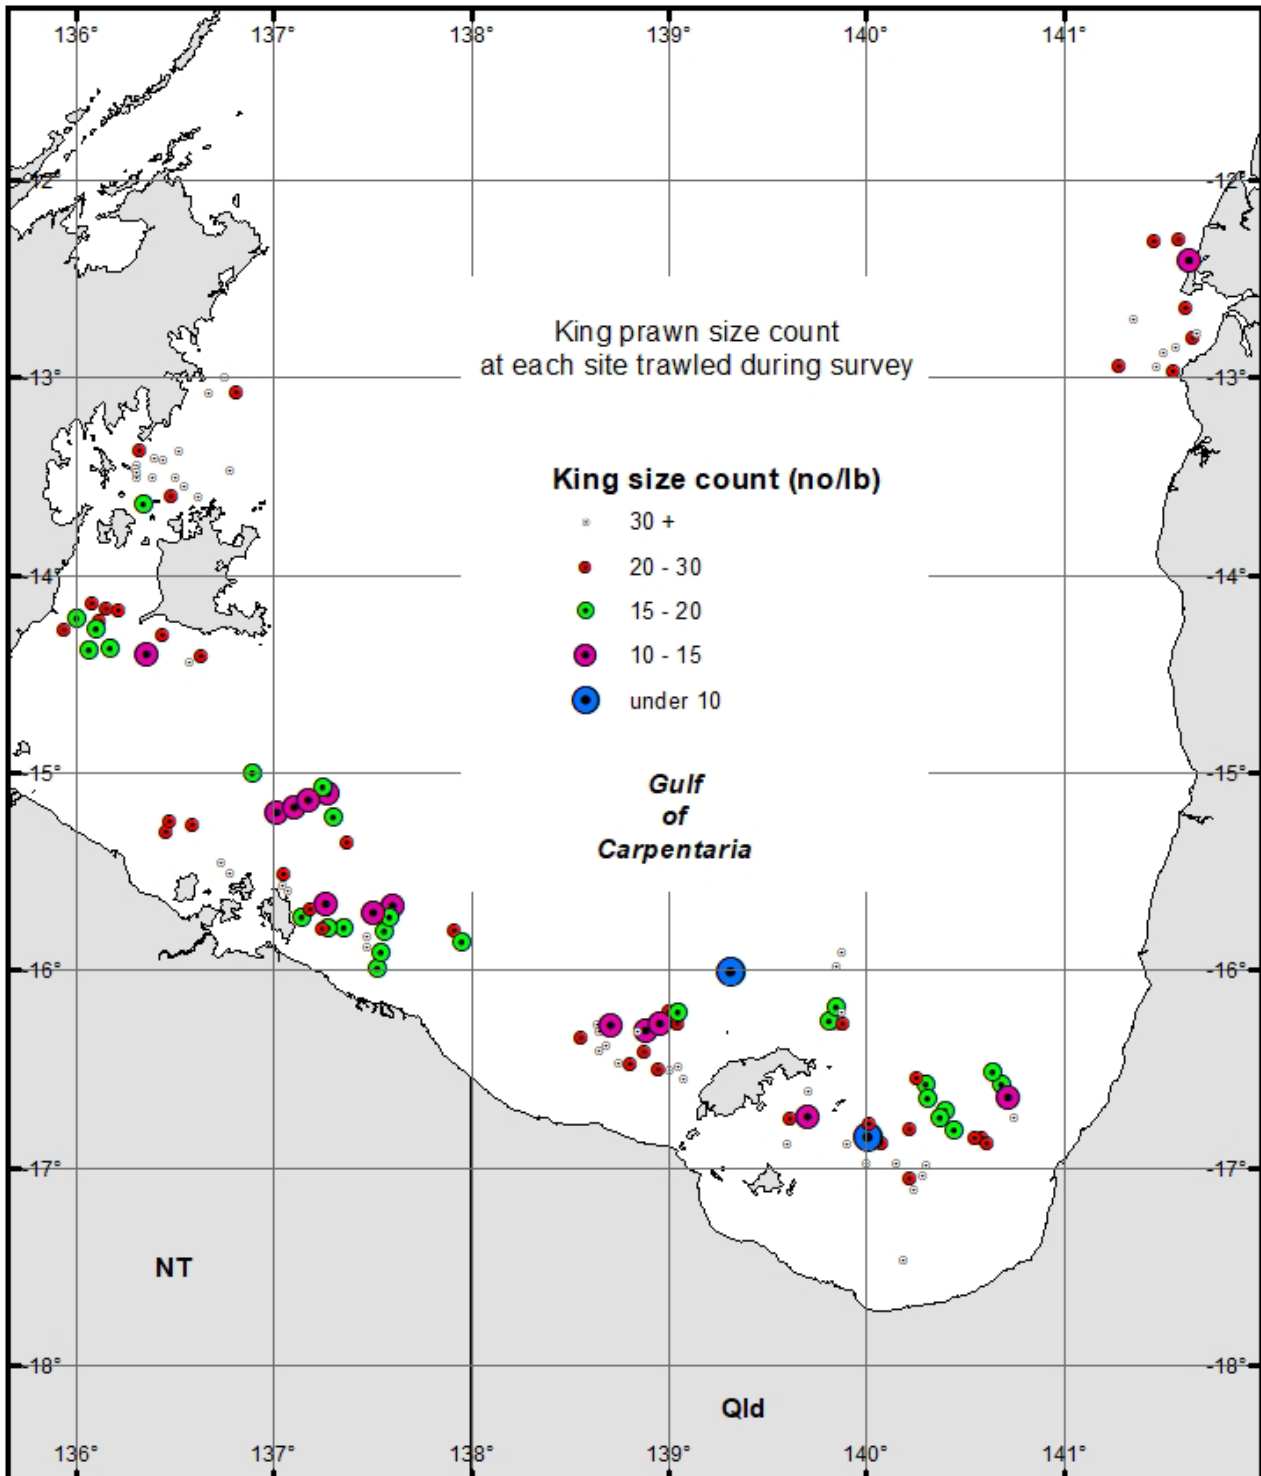 136° 137° 138° 139° 140° 141°
-12° -12°
King prawn size count
at each site trawled during survey
-13° -13°
King size count (no/lb)
30 +
20 - 30
-14° -14°
15 - 20
10 - 15
under 10
-15° -15°
Gulf
of
Carpentaria
-16° -16°
-17° -17°
NT
-18° -18°
Qld
136° 137° 138° 139° 140° 141°